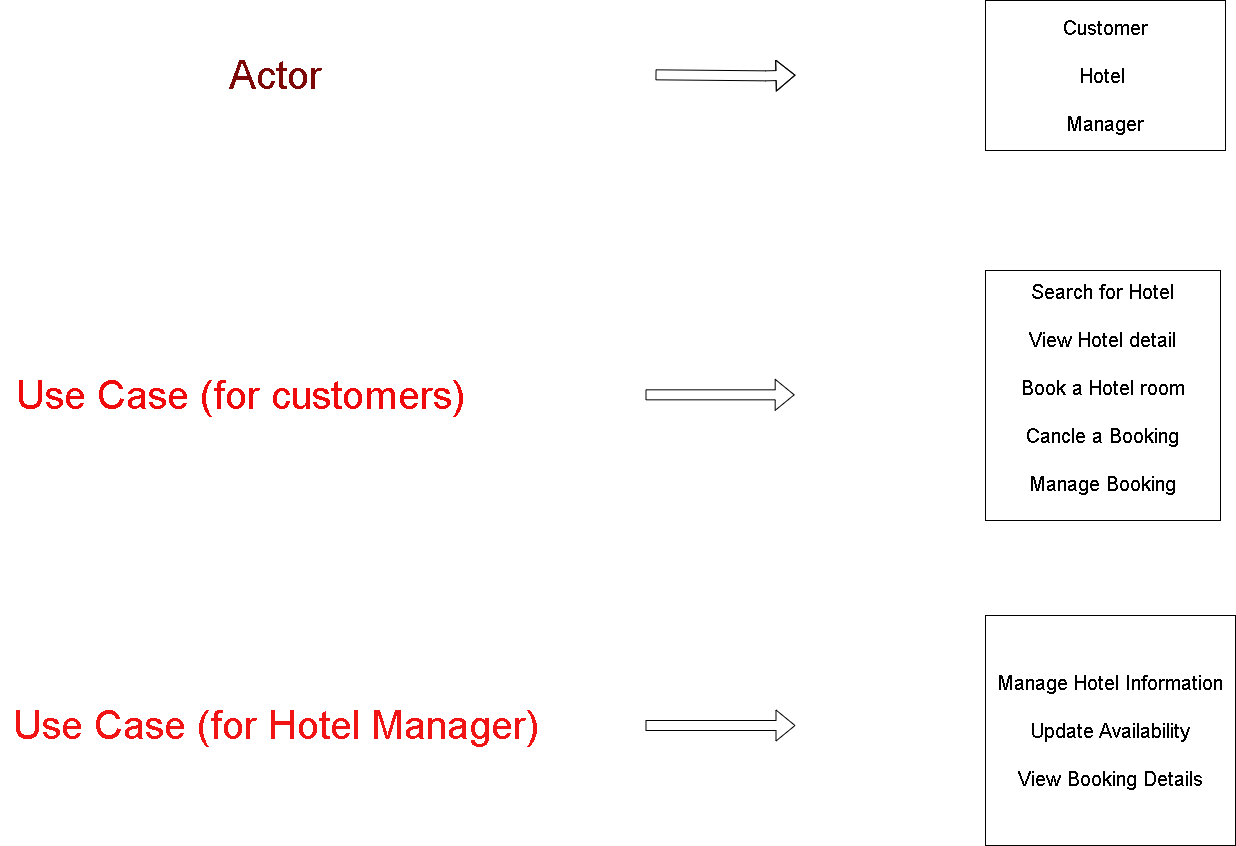 Actor
Customer
Hotel
Manager
Use Case (for customers)
Search for Hotel
View Hotel detail
Book a Hotel room
Cancle a Booking
Manage Booking
Use Case (for Hotel Manager)
Manage Hotel Information
Update Availability
View Booking Details